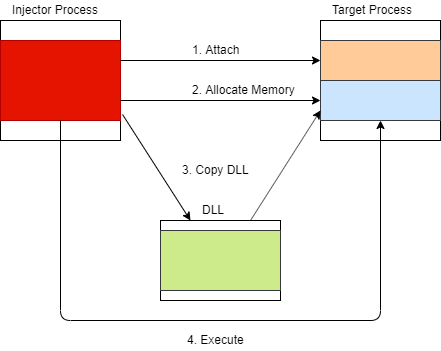 Injector Process
Target Process
1. Attach
2. Allocate Memory
3. Copy DLL
DLL
4. Execute